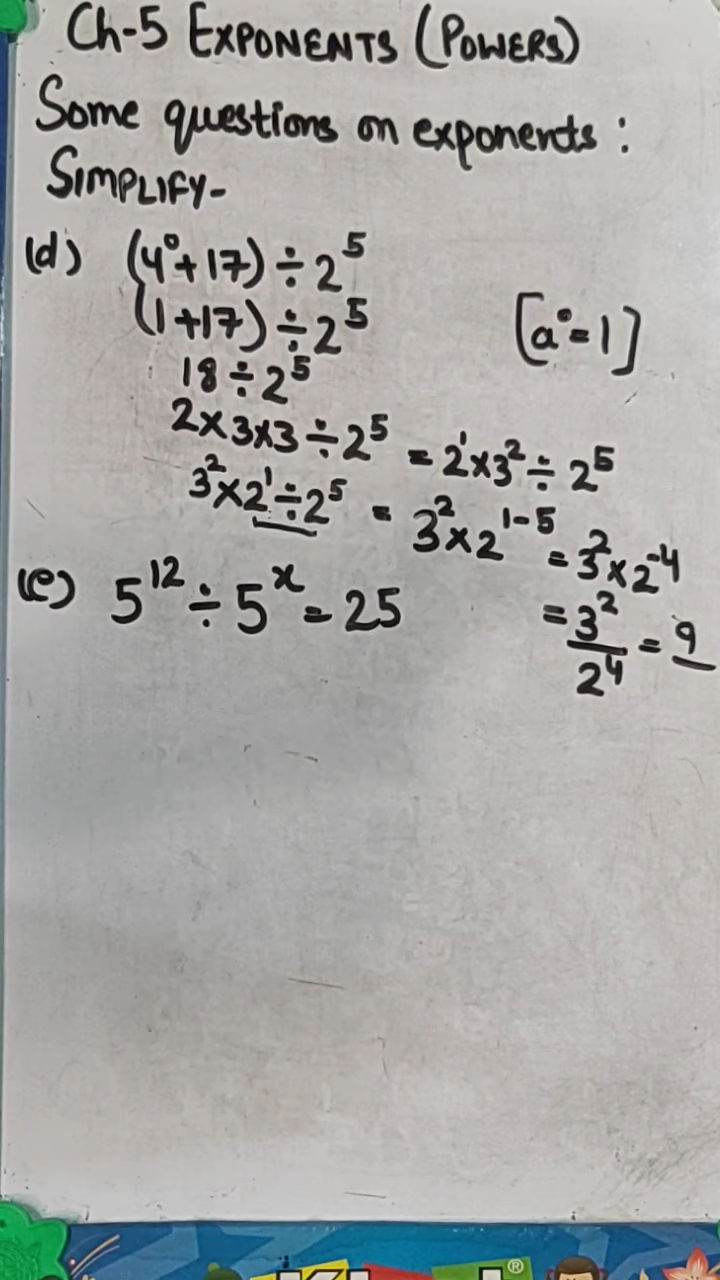 Ch-5 EXPONENTS (POWERS)
Some questions on exponents :
SIMPLIFY-
(d) (4⁰+17) ÷ 2⁵
(1+17) ÷ 2⁵ [a⁰=1]
18 ÷ 2⁵
2×3×3 ÷ 2⁵ = 2¹×3² ÷ 2⁵
3²×2¹÷2⁵ = 3²×2¹⁻⁵ = 3²×2⁻⁴
= 3²/2⁴ = 9
(e) 5¹² ÷ 5ˣ = 25
®